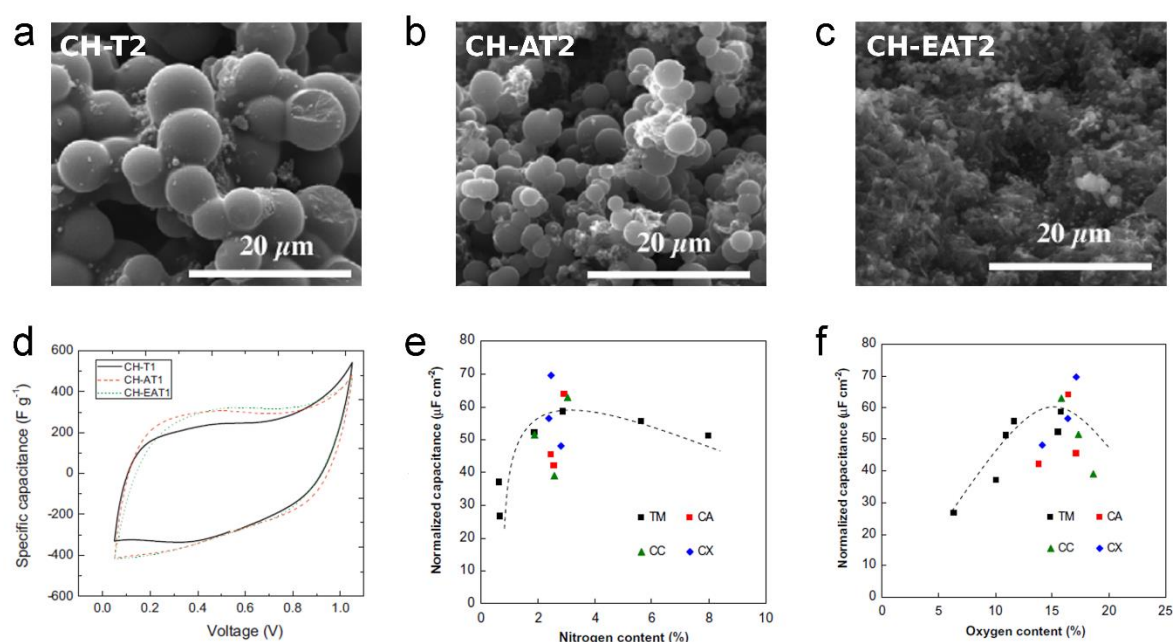 a
CH-T2
20 µm
b
CH-AT2
20 µm
c
CH-EAT2
20 µm
d
600
400
200
0
-200
-400
-600
0.0 0.2 0.4 0.6 0.8 1.0
Specific capacitance (F g⁻¹)
Voltage (V)
CH-T1
CH-AT1
CH-EAT1
e
80
70
60
50
40
30
20
10
0
0 2 4 6 8 10
Normalized capacitance (µF cm⁻²)
Nitrogen content (%)
TM CA
CC CX
f
80
70
60
50
40
30
20
10
0
0 5 10 15 20 25
Normalized capacitance (µF cm⁻²)
Oxygen content (%)
TM CA
CC CX